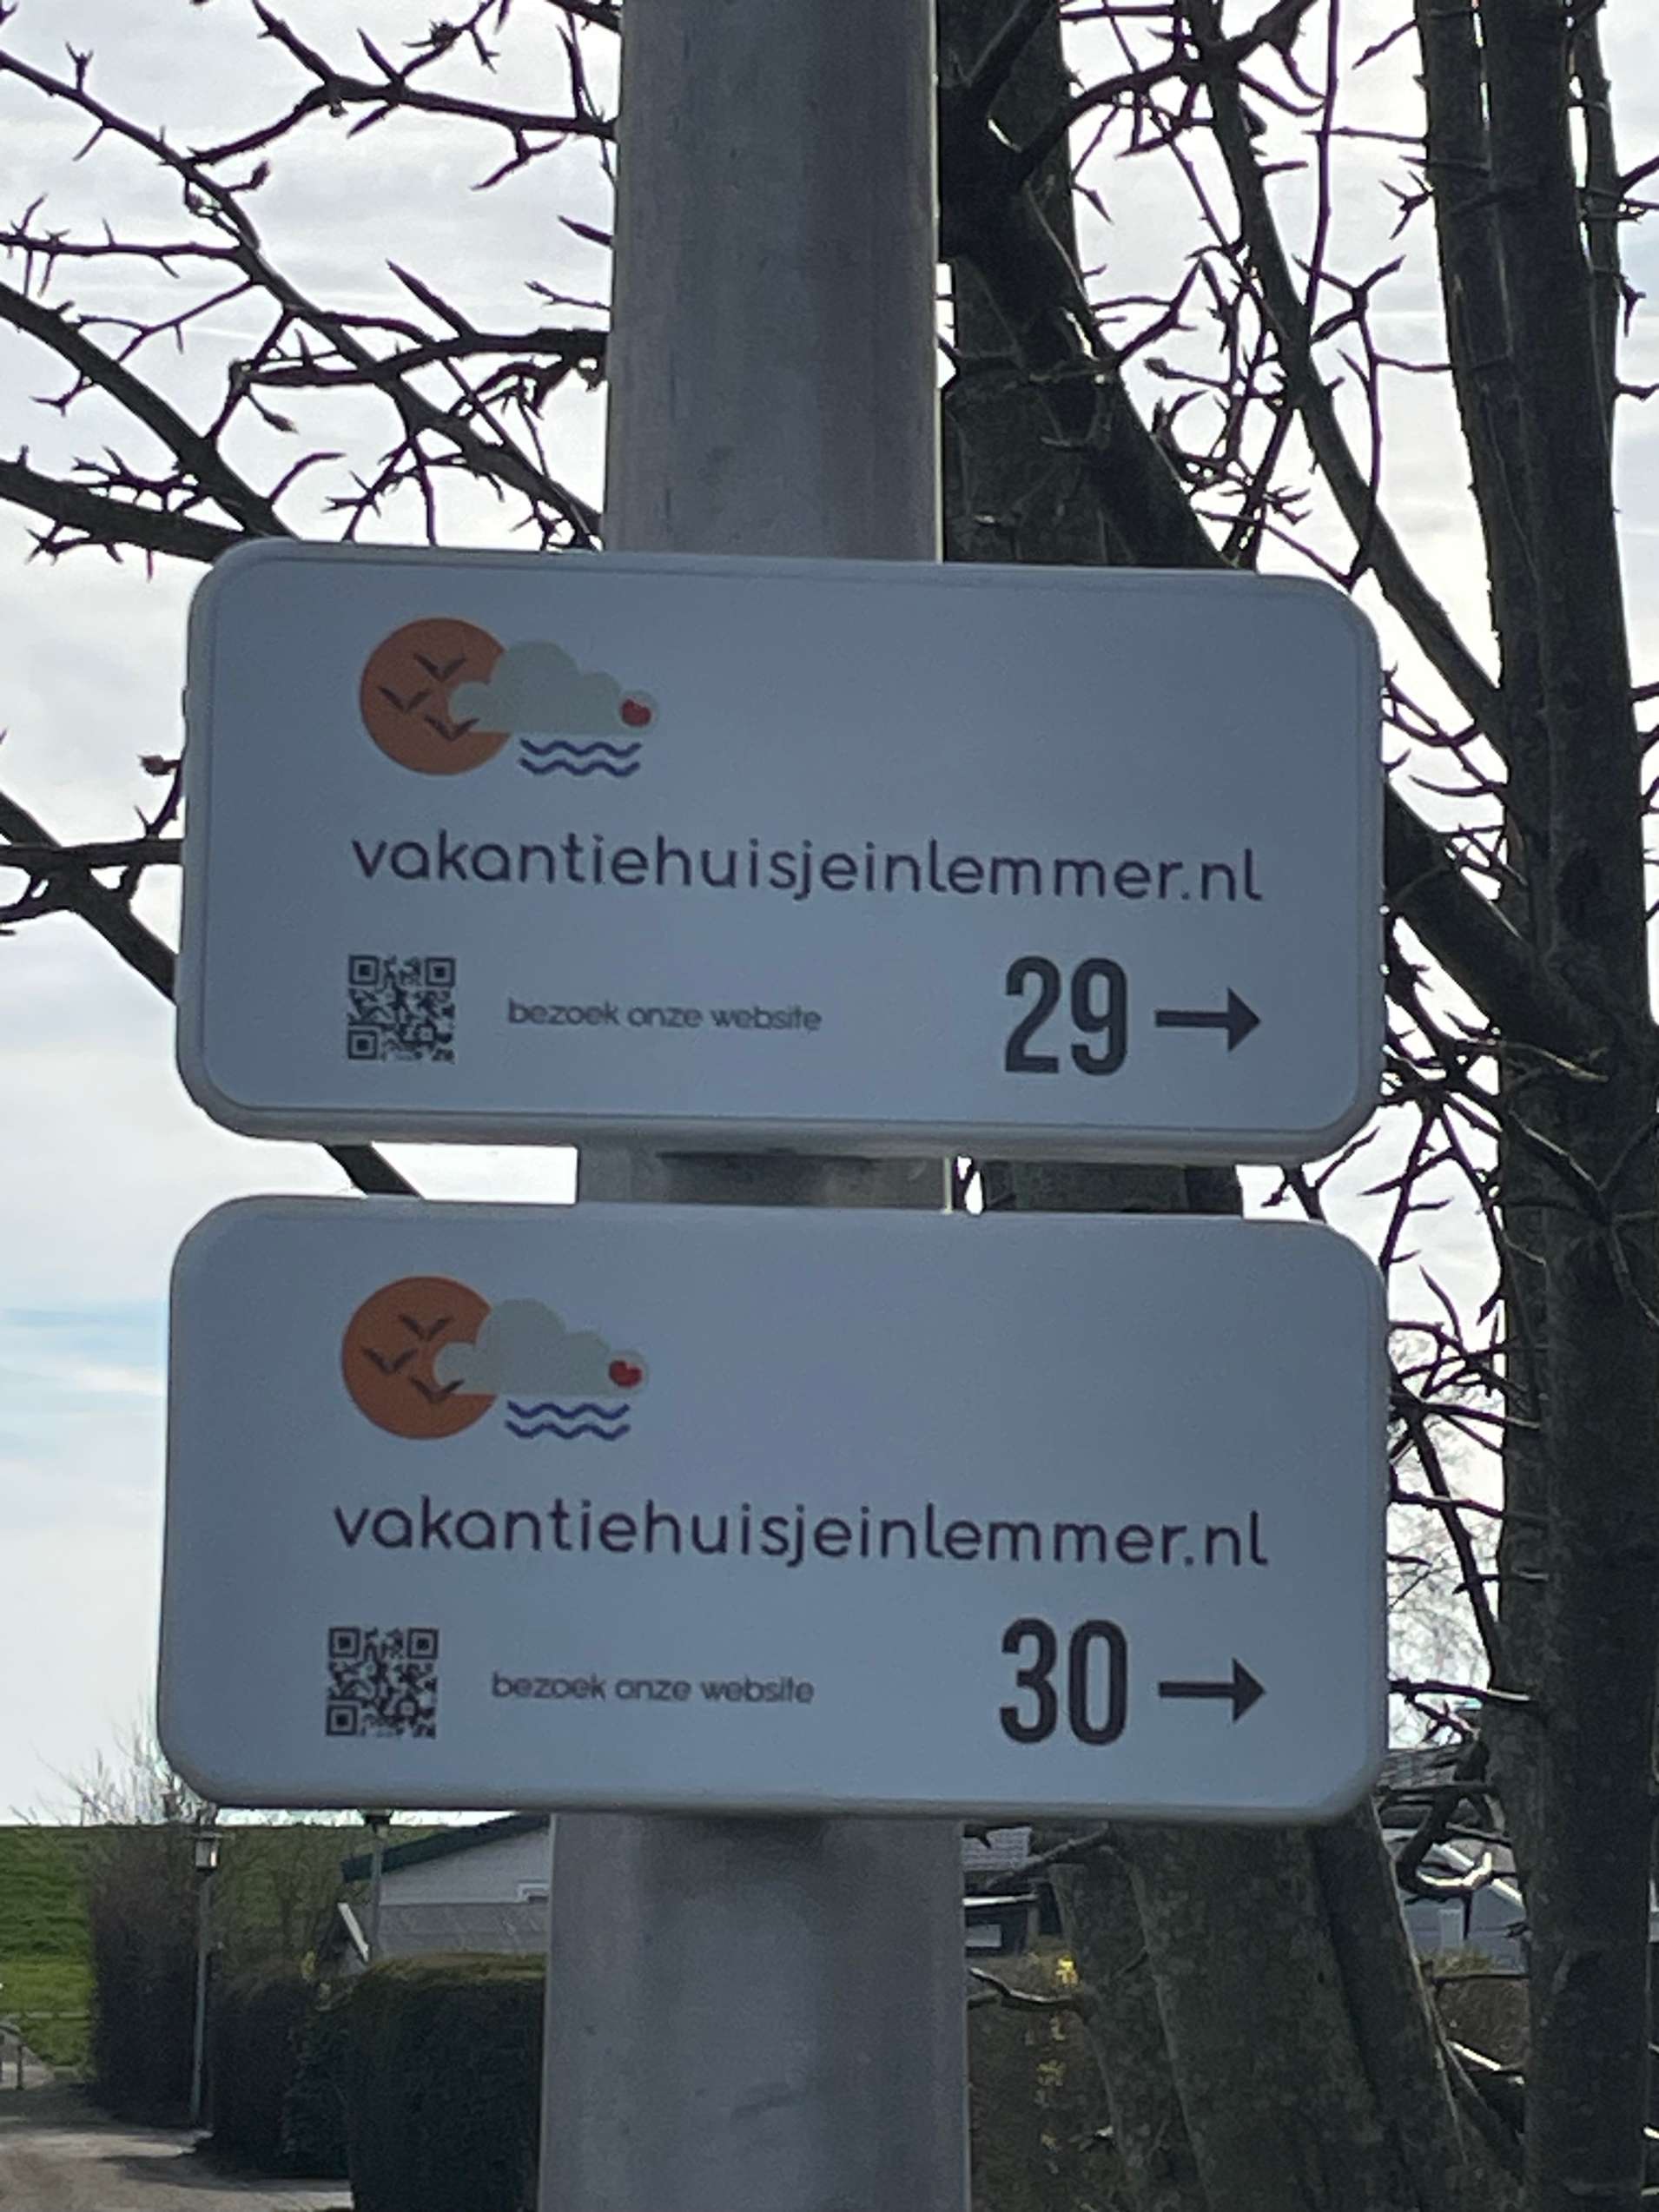 vakantiehuisjeinlemmer.nl
bezoek onze website
29 →
vakantiehuisjeinlemmer.nl
bezoek onze website
30 →